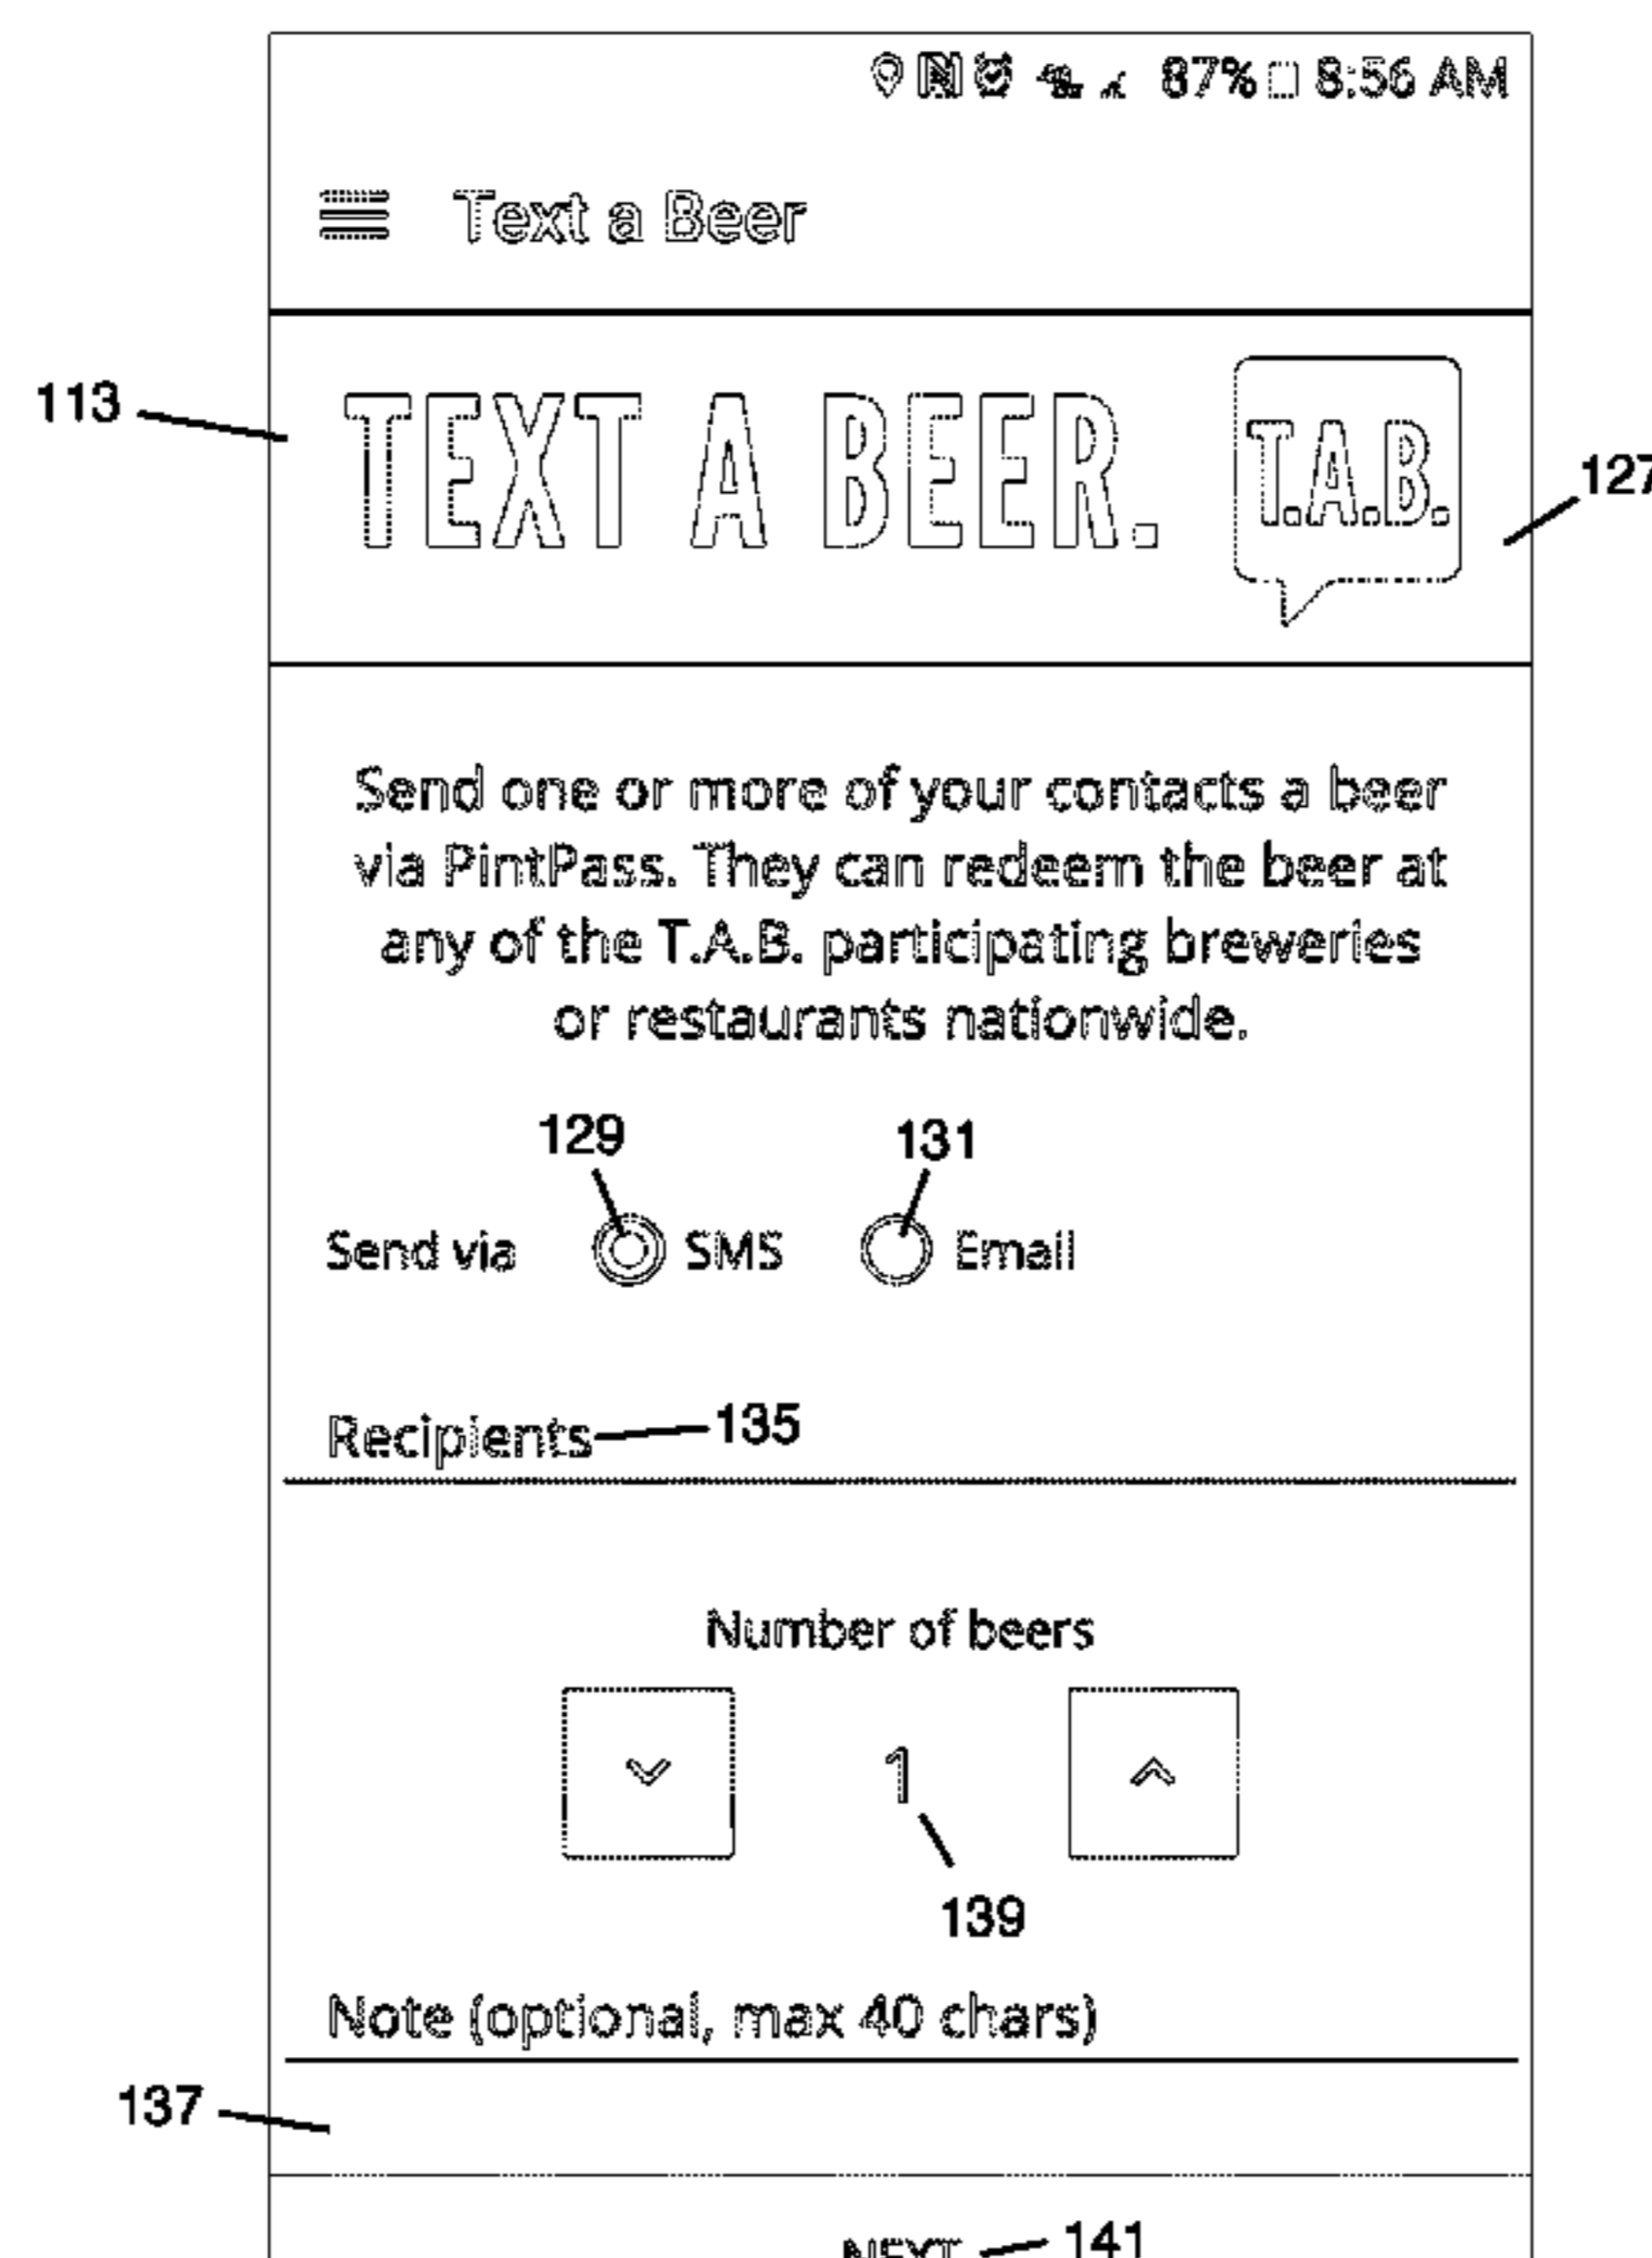 87% 8:56 AM
Text a Beer
113
TEXT A BEER.
T.A.B.
127
Send one or more of your contacts a beer
via PintPass. They can redeem the beer at
any of the T.A.B. participating breweries
or restaurants nationwide.
129
131
Send via SMS Email
Recipients 135
Number of beers
1
139
Note (optional, max 40 chars)
137
NEXT 141